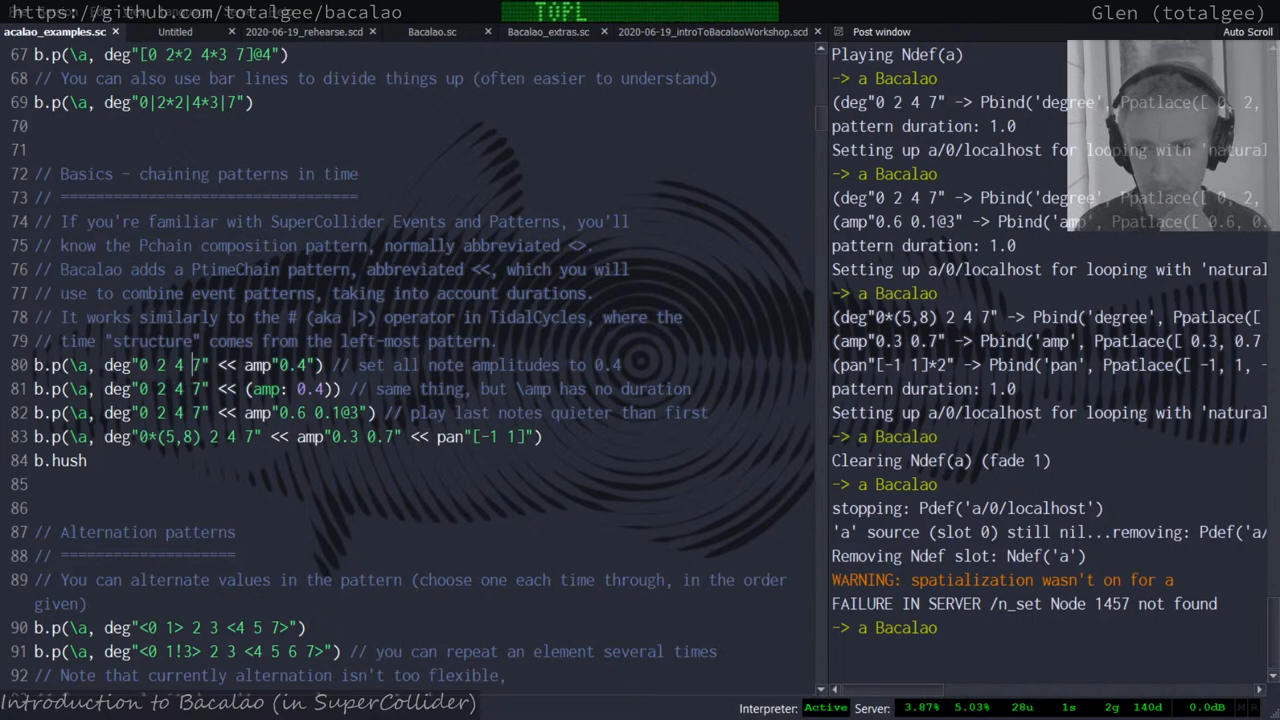 https://github.com/totalgee/bacalao
TOPL
Glen (totalgee)
acalao_examples.sc
Untitled
2020-06-19_rehearse.scd
Bacalao.sc
Bacalao_extras.sc
2020-06-19_introToBacalaoWorkshop.scd
Post window
Auto Scroll
67 b.p(\a, deg"[0 2*2 4*3 7]@4")
68 // You can also use bar lines to divide things up (often easier to understand)
69 b.p(\a, deg"0|2*2|4*3|7")
70
71
72 // Basics - chaining patterns in time
73 // ==================================
74 // If you're familiar with SuperCollider Events and Patterns, you'll
75 // know the Pchain composition pattern, normally abbreviated <>.
76 // Bacalao adds a PtimeChain pattern, abbreviated <<, which you will
77 // use to combine event patterns, taking into account durations.
78 // It works similarly to the # (aka |>) operator in TidalCycles, where the
79 // time "structure" comes from the left-most pattern.
80 b.p(\a, deg"0 2 4 7" << amp"0.4") // set all note amplitudes to 0.4
81 b.p(\a, deg"0 2 4 7" << (amp: 0.4)) // same thing, but \amp has no duration
82 b.p(\a, deg"0 2 4 7" << amp"0.6 0.1@3") // play last notes quieter than first
83 b.p(\a, deg"0*(5,8) 2 4 7" << amp"0.3 0.7" << pan"[-1 1]")
84 b.hush
85
86
87 // Alternation patterns
88 // ====================
89 // You can alternate values in the pattern (choose one each time through, in the order
given)
90 b.p(\a, deg"<0 1> 2 3 <4 5 7>")
91 b.p(\a, deg"<0 1!3> 2 3 <4 5 6 7>") // you can repeat an element several times
92 // Note that currently alternation isn't too flexible,
Playing Ndef(a)
-> a Bacalao
(deg"0 2 4 7" -> Pbind('degree', Ppatlace([ 0, 2,
pattern duration: 1.0
Setting up a/0/localhost for looping with 'natural
-> a Bacalao
(deg"0 2 4 7" -> Pbind('degree', Ppatlace([ 0, 2,
(amp"0.6 0.1@3" -> Pbind('amp', Ppatlace([ 0.6, 0.
pattern duration: 1.0
Setting up a/0/localhost for looping with 'natural
-> a Bacalao
(deg"0*(5,8) 2 4 7" -> Pbind('degree', Ppatlace([
(amp"0.3 0.7" -> Pbind('amp', Ppatlace([ 0.3, 0.7
(pan"[-1 1]*2" -> Pbind('pan', Ppatlace([ -1, 1, -
pattern duration: 1.0
Setting up a/0/localhost for looping with 'natural
-> a Bacalao
Clearing Ndef(a) (fade 1)
-> a Bacalao
stopping: Pdef('a/0/localhost')
'a' source (slot 0) still nil...removing: Pdef('a/
Removing Ndef slot: Ndef('a')
WARNING: spatialization wasn't on for a
FAILURE IN SERVER /n_set Node 1457 not found
-> a Bacalao
Introduction to Bacalao (in SuperCollider)
Interpreter: Active Server: 3.87% 5.03% 28u 1s 2g 140d 0.0dB M R